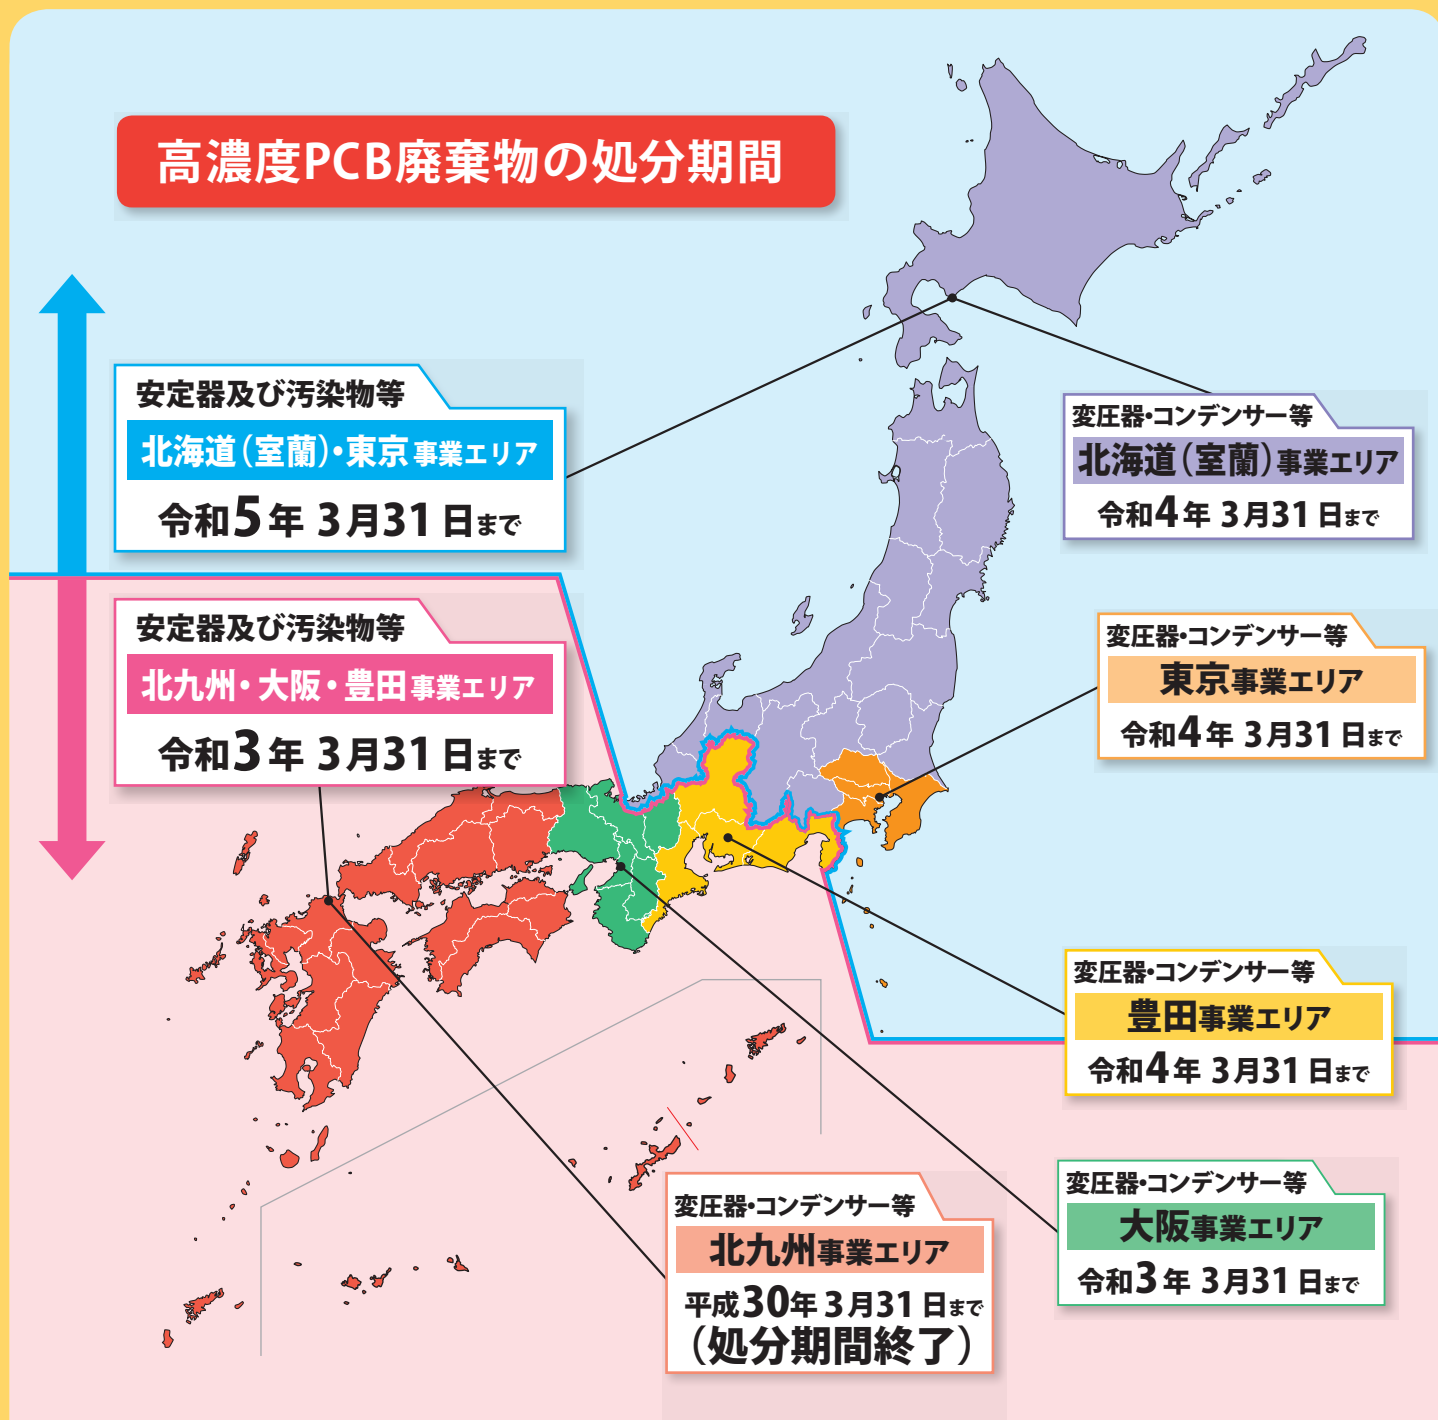 高濃度PCB廃棄物の処分期間
安定器及び汚染物等
北海道(室蘭)・東京事業エリア
令和5年 3月31日まで
安定器及び汚染物等
北九州・大阪・豊田事業エリア
令和3年 3月31日まで
変圧器・コンデンサー等
北海道(室蘭)事業エリア
令和4年 3月31日まで
変圧器・コンデンサー等
東京事業エリア
令和4年 3月31日まで
変圧器・コンデンサー等
豊田事業エリア
令和4年 3月31日まで
変圧器・コンデンサー等
大阪事業エリア
令和3年 3月31日まで
変圧器・コンデンサー等
北九州事業エリア
平成30年3月31日まで
(処分期間終了)